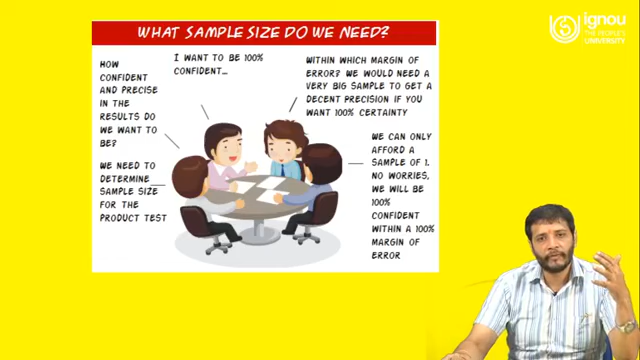 WHAT SAMPLE SIZE DO WE NEED?
HOW
CONFIDENT
AND PRECISE
IN THE
RESULTS DO
WE WANT TO
BE?
WE NEED TO
DETERMINE
SAMPLE SIZE
FOR THE
PRODUCT TEST
I WANT TO BE 100%
CONFIDENT...
WITHIN WHICH MARGIN OF
ERROR? WE WOULD NEED A
VERY BIG SAMPLE TO GET A
DECENT PRECISION IF YOU
WANT 100% CERTAINTY
WE CAN ONLY
AFFORD A
SAMPLE OF 1.
NO WORRIES,
WE WILL BE
100%
CONFIDENT
WITHIN A 100%
MARGIN OF
ERROR
ignou
THE PEOPLE'S
UNIVERSITY